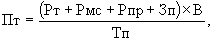 Пт = (Рт + Рмс + Рпр + Зп)×В / Тп ,